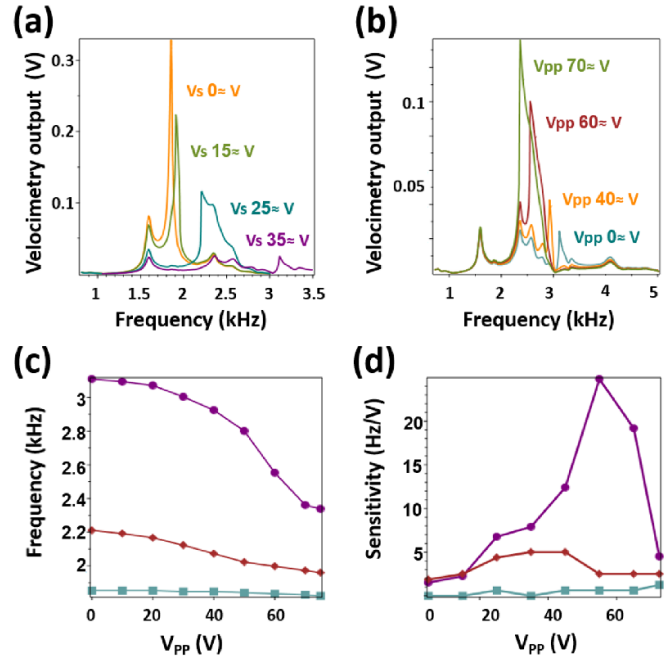 (a)
Velocimetry output (V)
0.3
0.2
0.1
Vs 0≈ V
Vs 15≈ V
Vs 25≈ V
Vs 35≈ V
1 1.5 2 2.5 3 3.5
Frequency (kHz)
(b)
Velocimetry output (V)
0.1
0.05
Vpp 70≈ V
Vpp 60≈ V
Vpp 40≈ V
Vpp 0≈ V
1 2 3 4 5
Frequency (kHz)
(c)
Frequency (kHz)
3
2.8
2.6
2.4
2.2
2
0 20 40 60
VPP (V)
(d)
Sensitivity (Hz/V)
20
15
10
5
0 20 40 60
VPP (V)